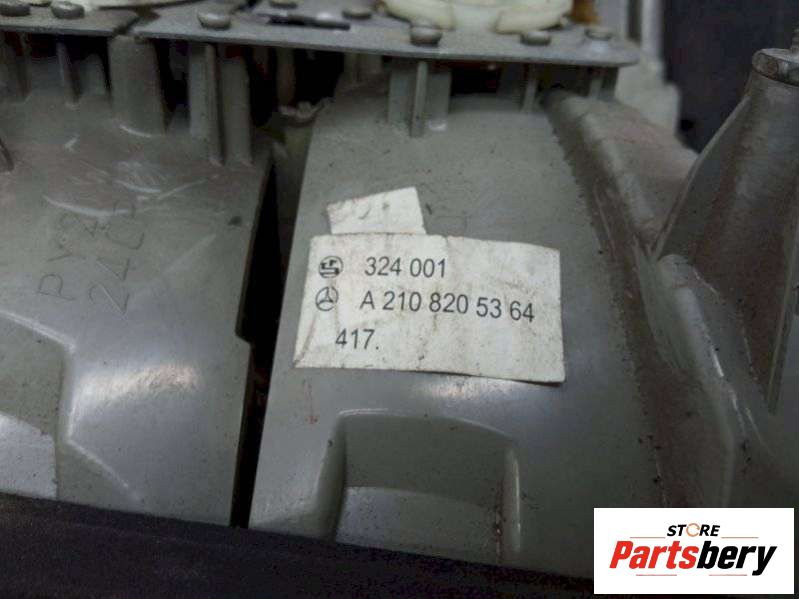 324 001
A 210 820 53 64
417.
STORE
Partsbery